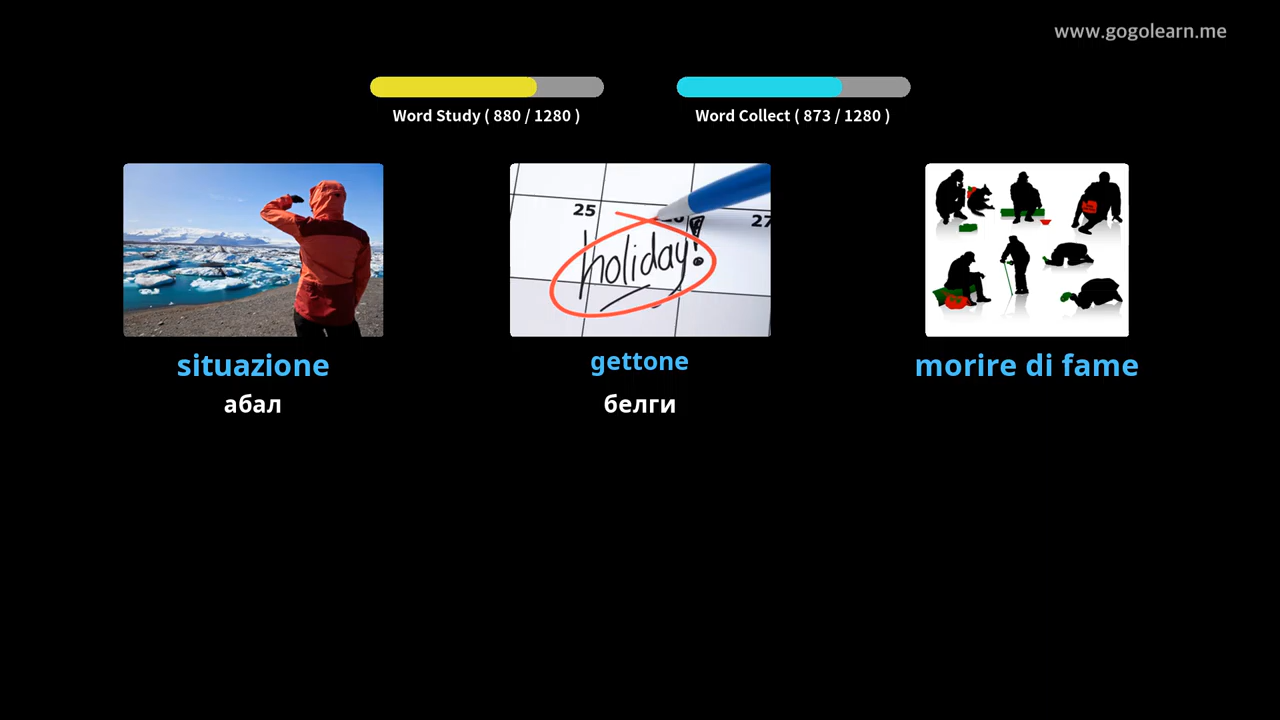 www.gogolearn.me
Word Study ( 880 / 1280 )
Word Collect ( 873 / 1280 )
25
27
holiday!
situazione
gettone
morire di fame
абал
белги